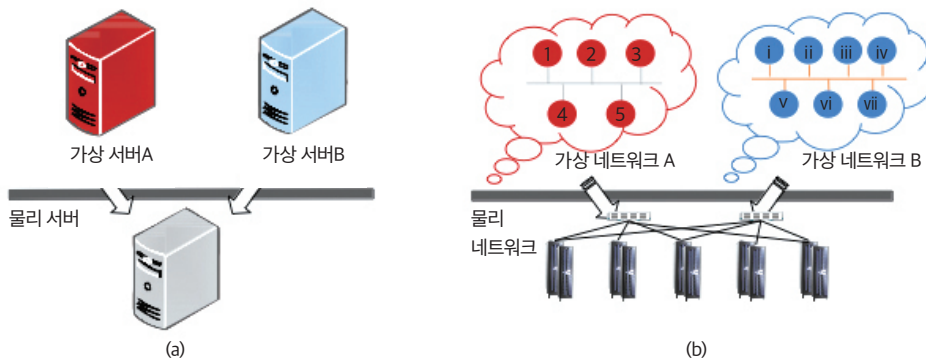 가상 서버A
가상 서버B
물리 서버
(a)
1 2 3
4 5
가상 네트워크 A
i ii iii iv
v vi vii
가상 네트워크 B
물리
네트워크
(b)